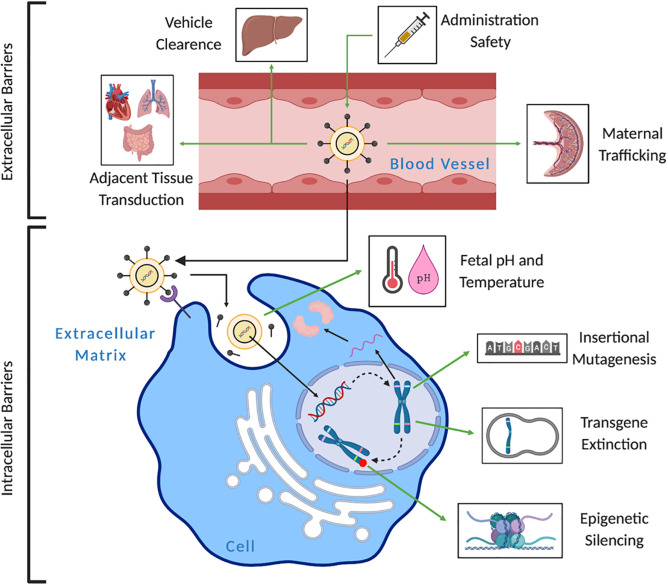 Extracellular Barriers
Vehicle
Clearence
Administration
Safety
Adjacent Tissue
Transduction
Blood Vessel
Maternal
Trafficking
Intracellular Barriers
Extracellular
Matrix
pH
Fetal pH and
Temperature
ATGCGACT
Insertional
Mutagenesis
Transgene
Extinction
Epigenetic
Silencing
Cell